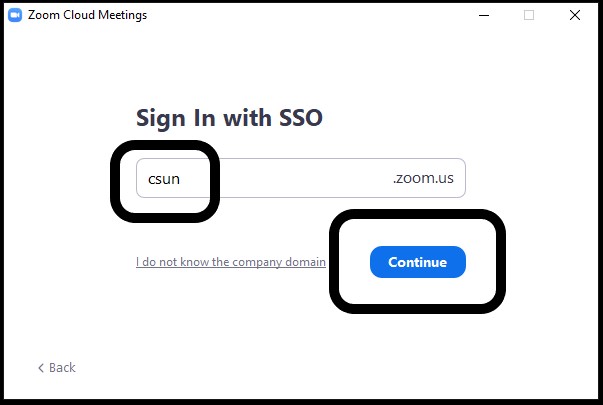 Zoom Cloud Meetings
Sign In with SSO
csun .zoom.us
I do not know the company domain Continue
Back